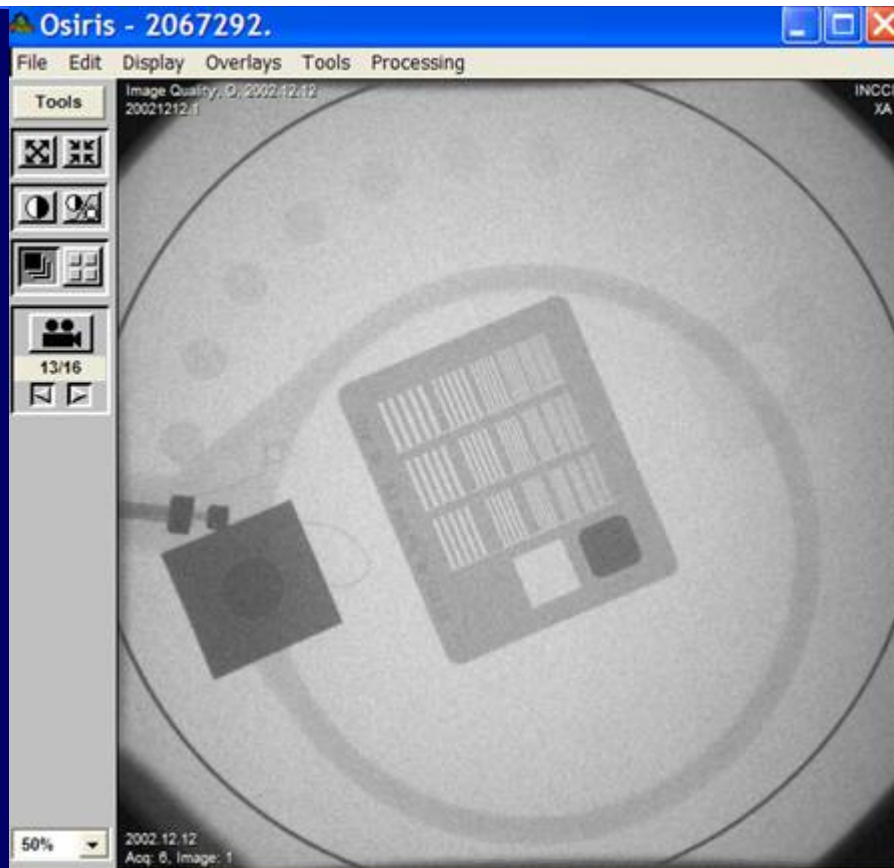 Osiris - 2067292.
File Edit Display Overlays Tools Processing
Tools
Image Quality, O, 2002.12.12
20021212.1
INCCI
XA
13/16
50%
2002.12.12
Acq: 6, Image: 1